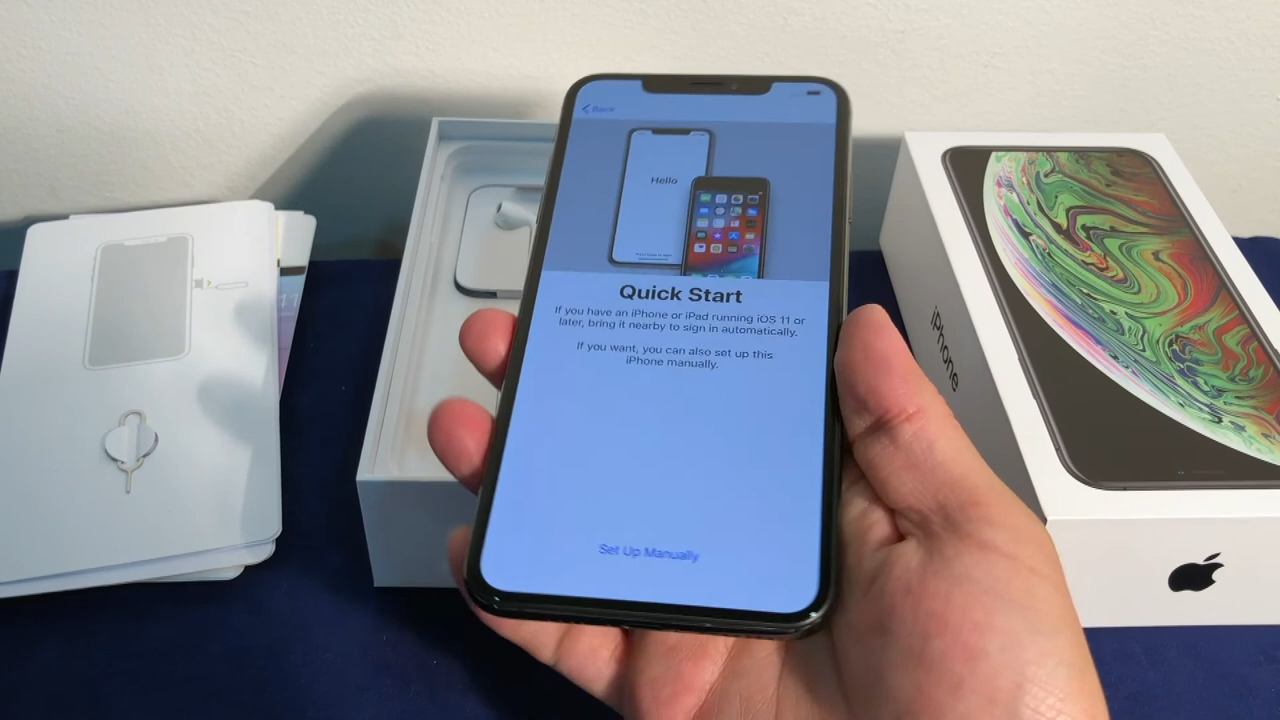 Back
Hello
Quick Start
If you have an iPhone or iPad running iOS 11 or
later, bring it nearby to sign in automatically.
If you want, you can also set up this
iPhone manually.
Set Up Manually
iPhone